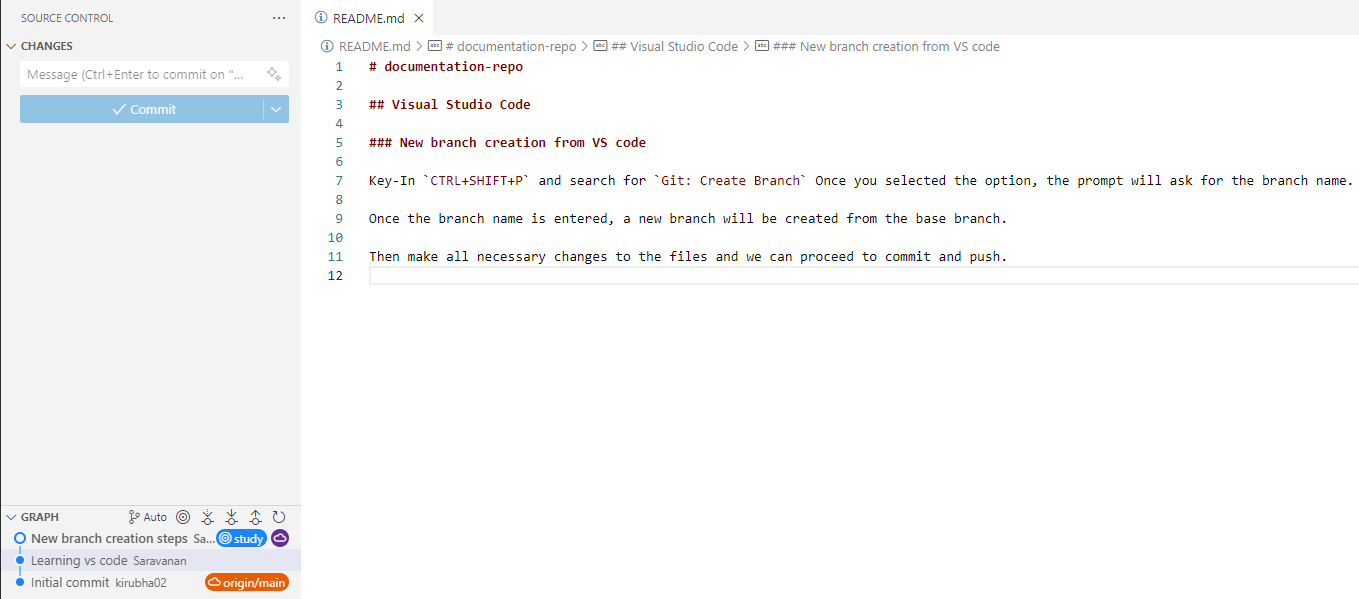 SOURCE CONTROL
CHANGES
Message (Ctrl+Enter to commit on "...
Commit
GRAPH
Auto
New branch creation steps Sa... study
Learning vs code Saravanan
Initial commit kirubha02 origin/main
README.md
README.md > # documentation-repo > ## Visual Studio Code > ### New branch creation from VS code
1 # documentation-repo
2
3 ## Visual Studio Code
4
5 ### New branch creation from VS code
6
7 Key-In `CTRL+SHIFT+P` and search for `Git: Create Branch` Once you selected the option, the prompt will ask for the branch name.
8
9 Once the branch name is entered, a new branch will be created from the base branch.
10
11 Then make all necessary changes to the files and we can proceed to commit and push.
12